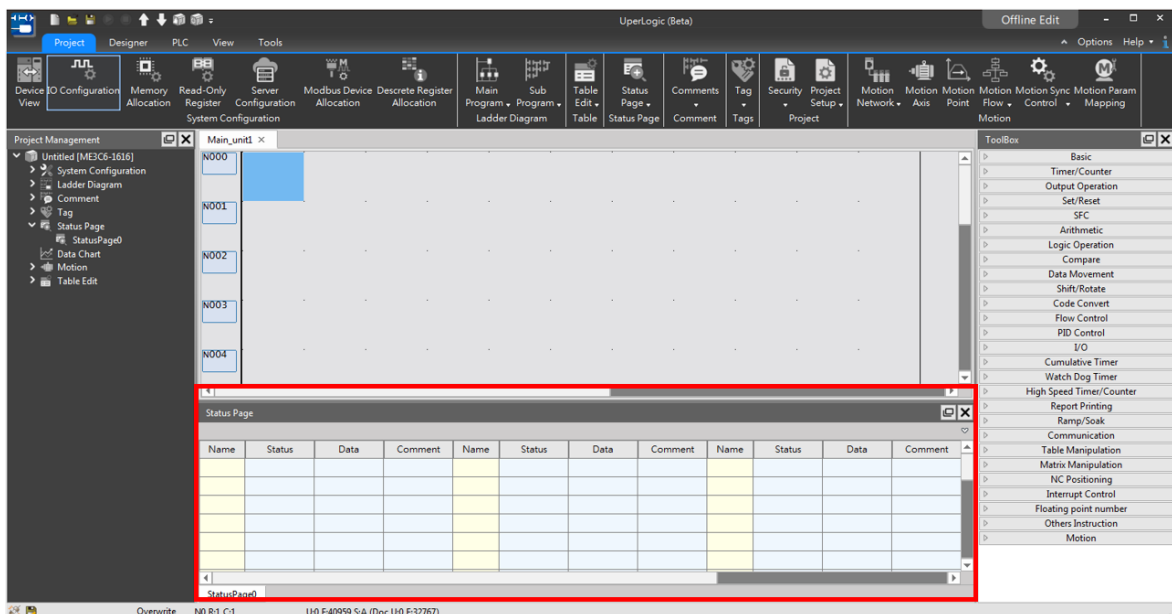 UperLogic (Beta)
Offline Edit
Project Designer PLC View Tools
Options Help
Device View
IO Configuration
Memory Allocation
Read-Only Register
Server Configuration
Modbus Device Allocation
Descrete Register Allocation
System Configuration
Main Program
Sub Program
Ladder Diagram
Table Edit
Table
Status Page
Status Page
Comments
Comment
Tag
Tags
Security
Project Setup
Project
Motion Network
Motion Axis
Motion Point
Motion Flow
Motion Sync Control
Motion Param Mapping
Motion
Project Management
Untitled [ME3C6-1616]
System Configuration
Ladder Diagram
Comment
Tag
Status Page
StatusPage0
Data Chart
Motion
Table Edit
Main_unit1
N000
N001
N002
N003
N004
Status Page
Name Status Data Comment Name Status Data Comment Name Status Data Comment
StatusPage0
ToolBox
Basic
Timer/Counter
Output Operation
Set/Reset
SFC
Arithmetic
Logic Operation
Compare
Data Movement
Shift/Rotate
Code Convert
Flow Control
PID Control
I/O
Cumulative Timer
Watch Dog Timer
High Speed Timer/Counter
Report Printing
Ramp/Soak
Communication
Table Manipulation
Matrix Manipulation
NC Positioning
Interrupt Control
Floating point number
Others Instruction
Motion
Overwrite N0 R:1 C:1 U:0 F:40959 S:A (Doc U:0 F:32767)